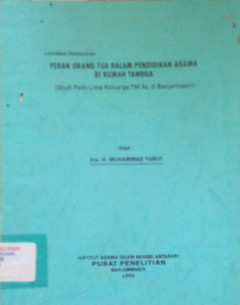 LAPORAN PENELITIAN
PERAN ORANG TUA DALAM PENDIDIKAN AGAMA
DI RUMAH TANGGA
(Studi Pada Lima Keluarga TNI AL di Banjarmasin)
Oleh :
Drs. H. MUHAMMAD YUSUF
INSTITUT AGAMA ISLAM NEGERI ANTASARI
PUSAT PENELITIAN
BANJARMASIN